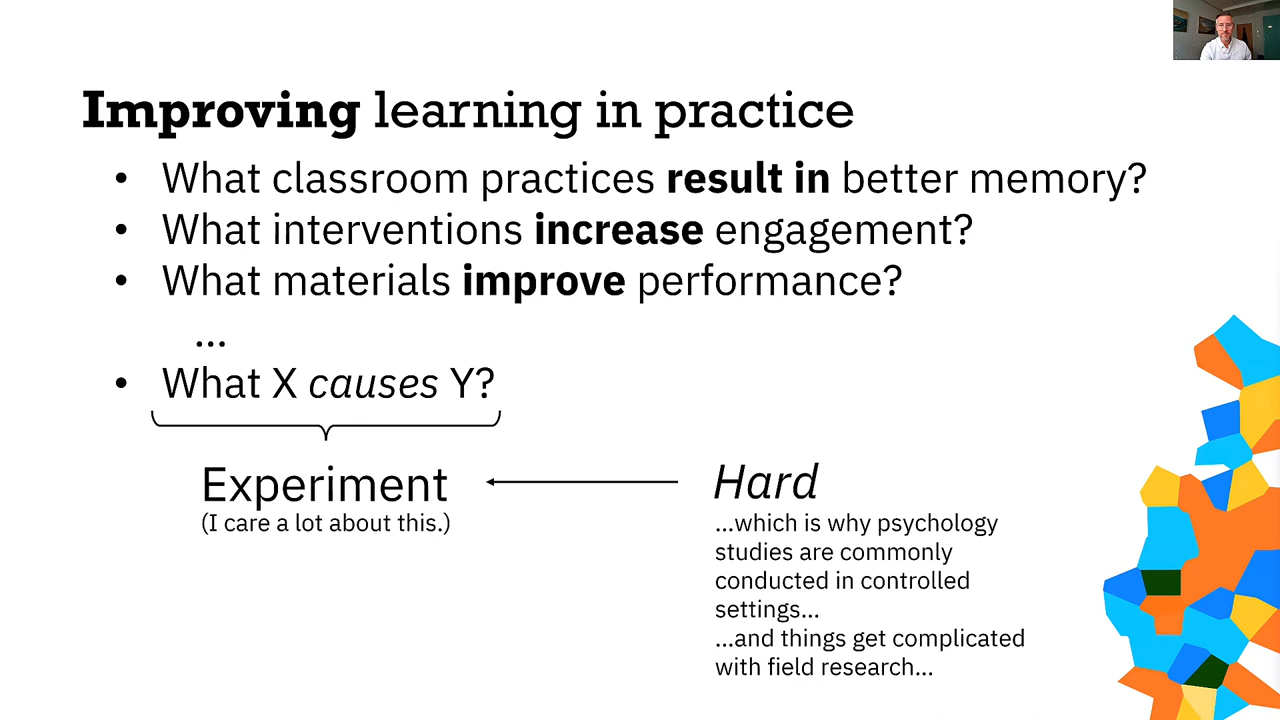 Improving learning in practice
• What classroom practices result in better memory?
• What interventions increase engagement?
• What materials improve performance?
...
• What X causes Y?
Experiment
(I care a lot about this.)
Hard
...which is why psychology
studies are commonly
conducted in controlled
settings...
...and things get complicated
with field research...